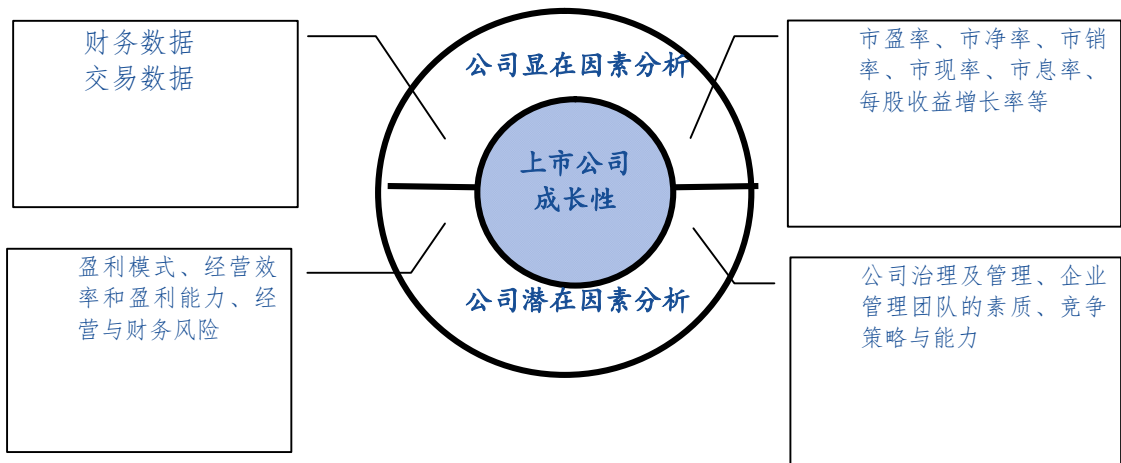 财务数据
交易数据
公司显在因素分析
市盈率、市净率、市销
率、市现率、市息率、
每股收益增长率等
上市公司
成长性
盈利模式、经营效
率和盈利能力、经
营与财务风险
公司潜在因素分析
公司治理及管理、企业
管理团队的素质、竞争
策略与能力